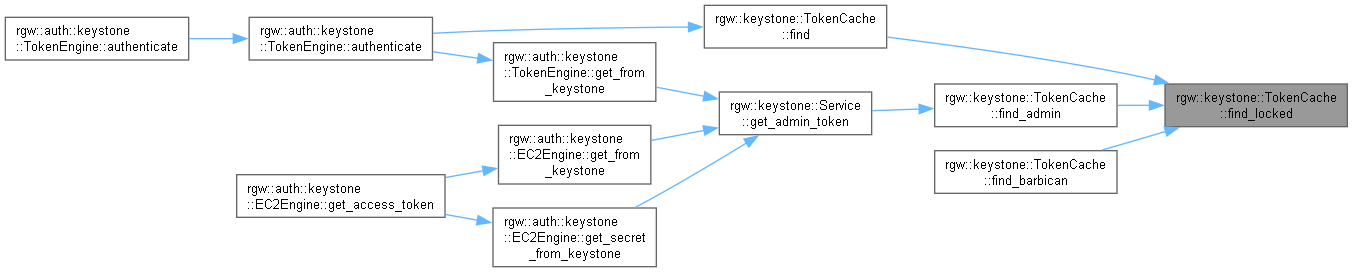 rgw::auth::keystone
::TokenEngine::authenticate
rgw::auth::keystone
::TokenEngine::authenticate
rgw::keystone::TokenCache
::find
rgw::auth::keystone
::TokenEngine::get_from
_keystone
rgw::keystone::Service
::get_admin_token
rgw::keystone::TokenCache
::find_admin
rgw::keystone::TokenCache
::find_locked
rgw::auth::keystone
::EC2Engine::get_from
_keystone
rgw::keystone::TokenCache
::find_barbican
rgw::auth::keystone
::EC2Engine::get_access_token
rgw::auth::keystone
::EC2Engine::get_secret
_from_keystone